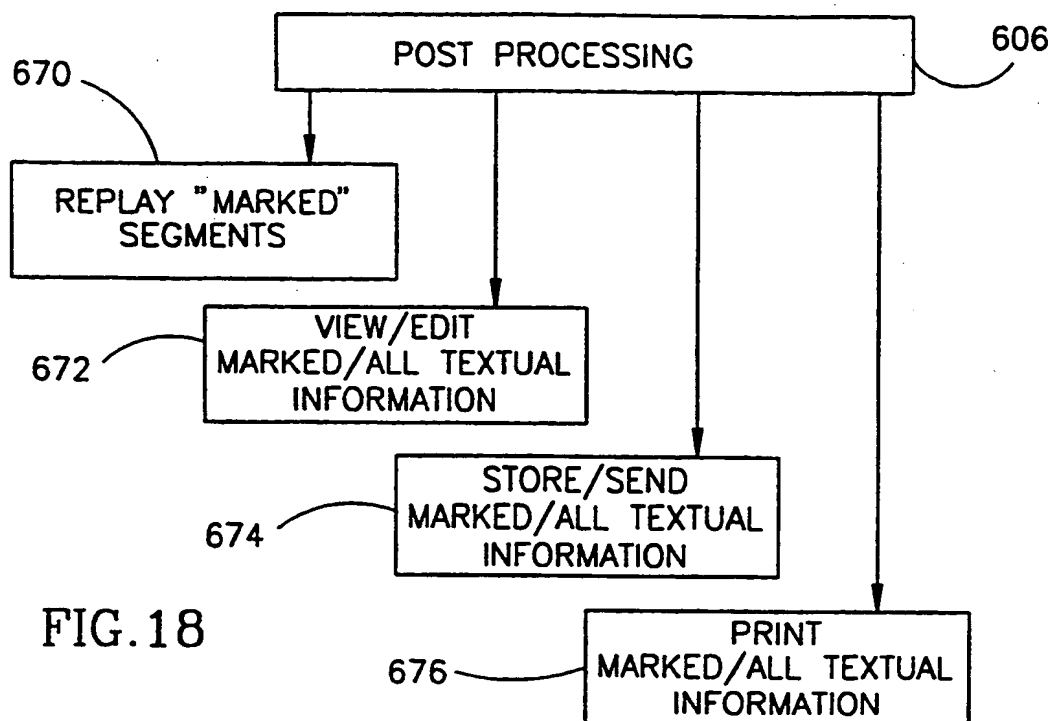 POST PROCESSING
606
670
REPLAY "MARKED"
SEGMENTS
VIEW/EDIT
MARKED/ALL TEXTUAL
INFORMATION
672
STORE/SEND
MARKED/ALL TEXTUAL
INFORMATION
674
PRINT
MARKED/ALL TEXTUAL
INFORMATION
676
FIG.18